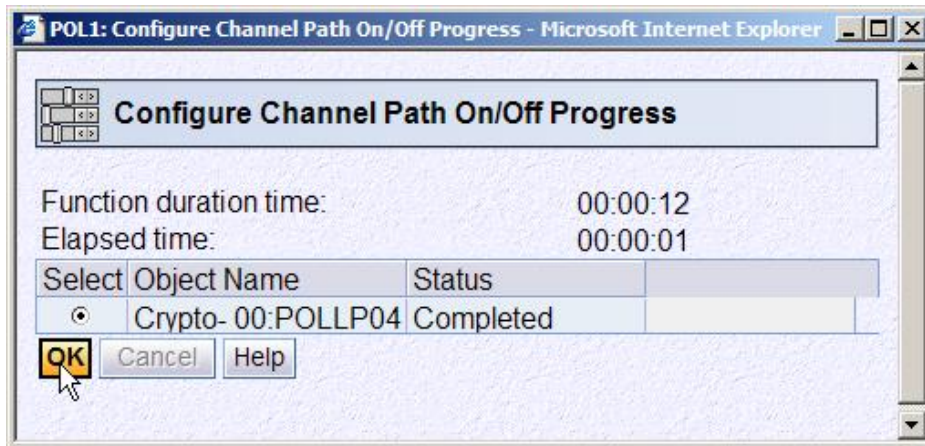 POL1: Configure Channel Path On/Off Progress - Microsoft Internet Explorer
Configure Channel Path On/Off Progress
Function duration time: 00:00:12
Elapsed time: 00:00:01
Select Object Name Status
Crypto- 00:POLLP04 Completed
OK Cancel Help